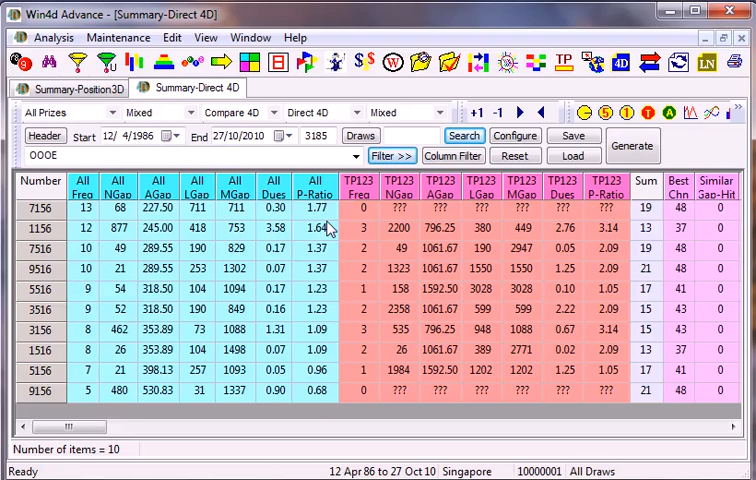 Win4d Advance - [Summary-Direct 4D]
Analysis Maintenance Edit View Window Help
W TP 4D LN
Summary-Position3D Summary-Direct 4D
All Prizes Mixed Compare 4D Direct 4D Mixed +1 -1 5 1 T A
Header Start 12/ 4/1986 End 27/10/2010 3185 Draws Search Configure Save Generate
OOOE Filter >> Column Filter Reset Load
Number All Freq All NGap All AGap All LGap All MGap All Dues All P-Ratio TP123 Freq TP123 NGap TP123 AGap TP123 LGap TP123 MGap TP123 Dues TP123 P-Ratio Sum Best Chn Similar Gap-Hit
7156 13 68 227.50 711 711 0.30 1.77 0 ??? ??? ??? ??? ??? ??? 19 48 0
1156 12 877 245.00 418 753 3.58 1.64 3 2200 796.25 380 449 2.76 3.14 13 37 0
7516 10 49 289.55 190 829 0.17 1.37 2 49 1061.67 190 2947 0.05 2.09 19 48 0
9516 10 21 289.55 253 1302 0.07 1.37 2 1323 1061.67 1550 1550 1.25 2.09 21 48 0
5516 9 54 318.50 104 1094 0.17 1.23 1 158 1592.50 3028 3028 0.10 1.05 17 41 0
3516 9 52 318.50 190 849 0.16 1.23 2 2358 1061.67 599 599 2.22 2.09 15 43 0
3156 8 462 353.89 73 1088 1.31 1.09 3 535 796.25 948 1088 0.67 3.14 15 43 0
1516 8 26 353.89 104 1498 0.07 1.09 2 26 1061.67 389 2771 0.02 2.09 13 37 0
5156 7 21 398.13 257 1093 0.05 0.96 1 1984 1592.50 1202 1202 1.25 1.05 17 41 0
9156 5 480 530.83 31 1337 0.90 0.68 0 ??? ??? ??? ??? ??? ??? 21 48 0
Number of items = 10
Ready 12 Apr 86 to 27 Oct 10 Singapore 10000001 All Draws